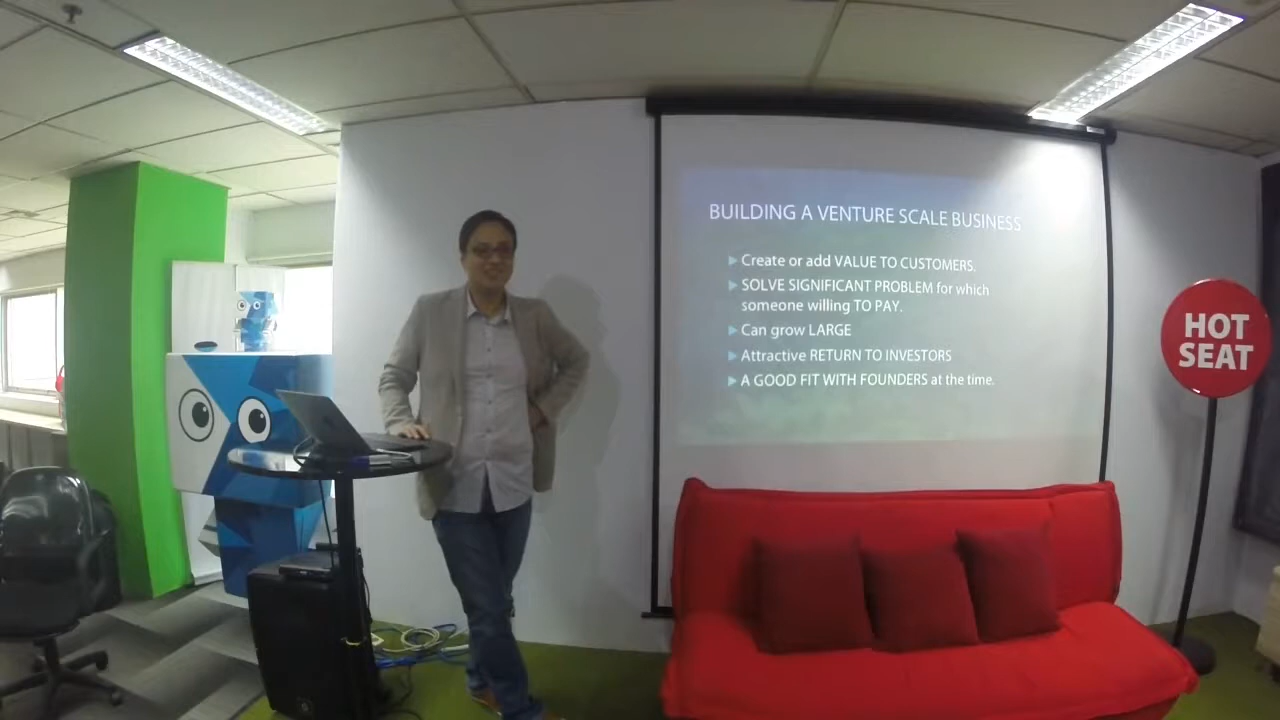 BUILDING A VENTURE SCALE BUSINESS
Create or add VALUE TO CUSTOMERS.
SOLVE SIGNIFICANT PROBLEM for which
someone willing TO PAY.
Can grow LARGE
Attractive RETURN TO INVESTORS
A GOOD FIT WITH FOUNDERS at the time.
HOT
SEAT